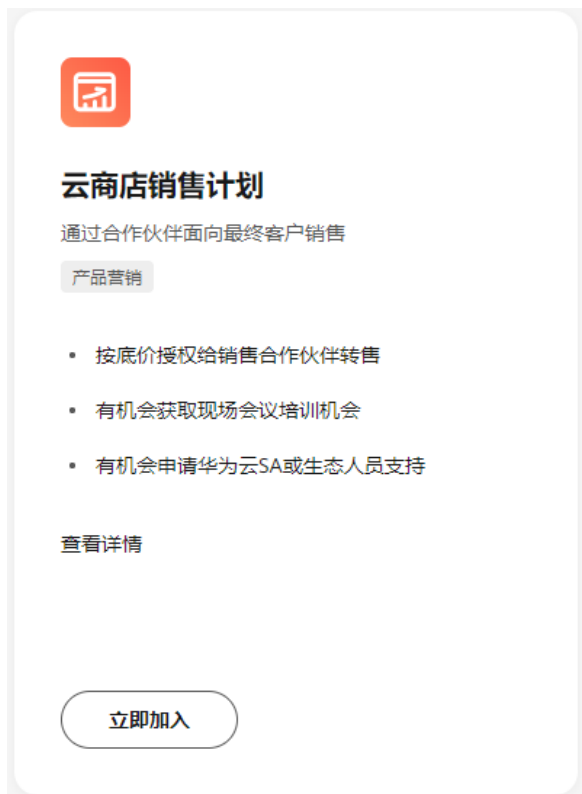 云商店销售计划
通过合作伙伴面向最终客户销售
产品营销
• 按底价授权给销售合作伙伴转售
• 有机会获取现场会议培训机会
• 有机会申请华为云SA或生态人员支持
查看详情
立即加入